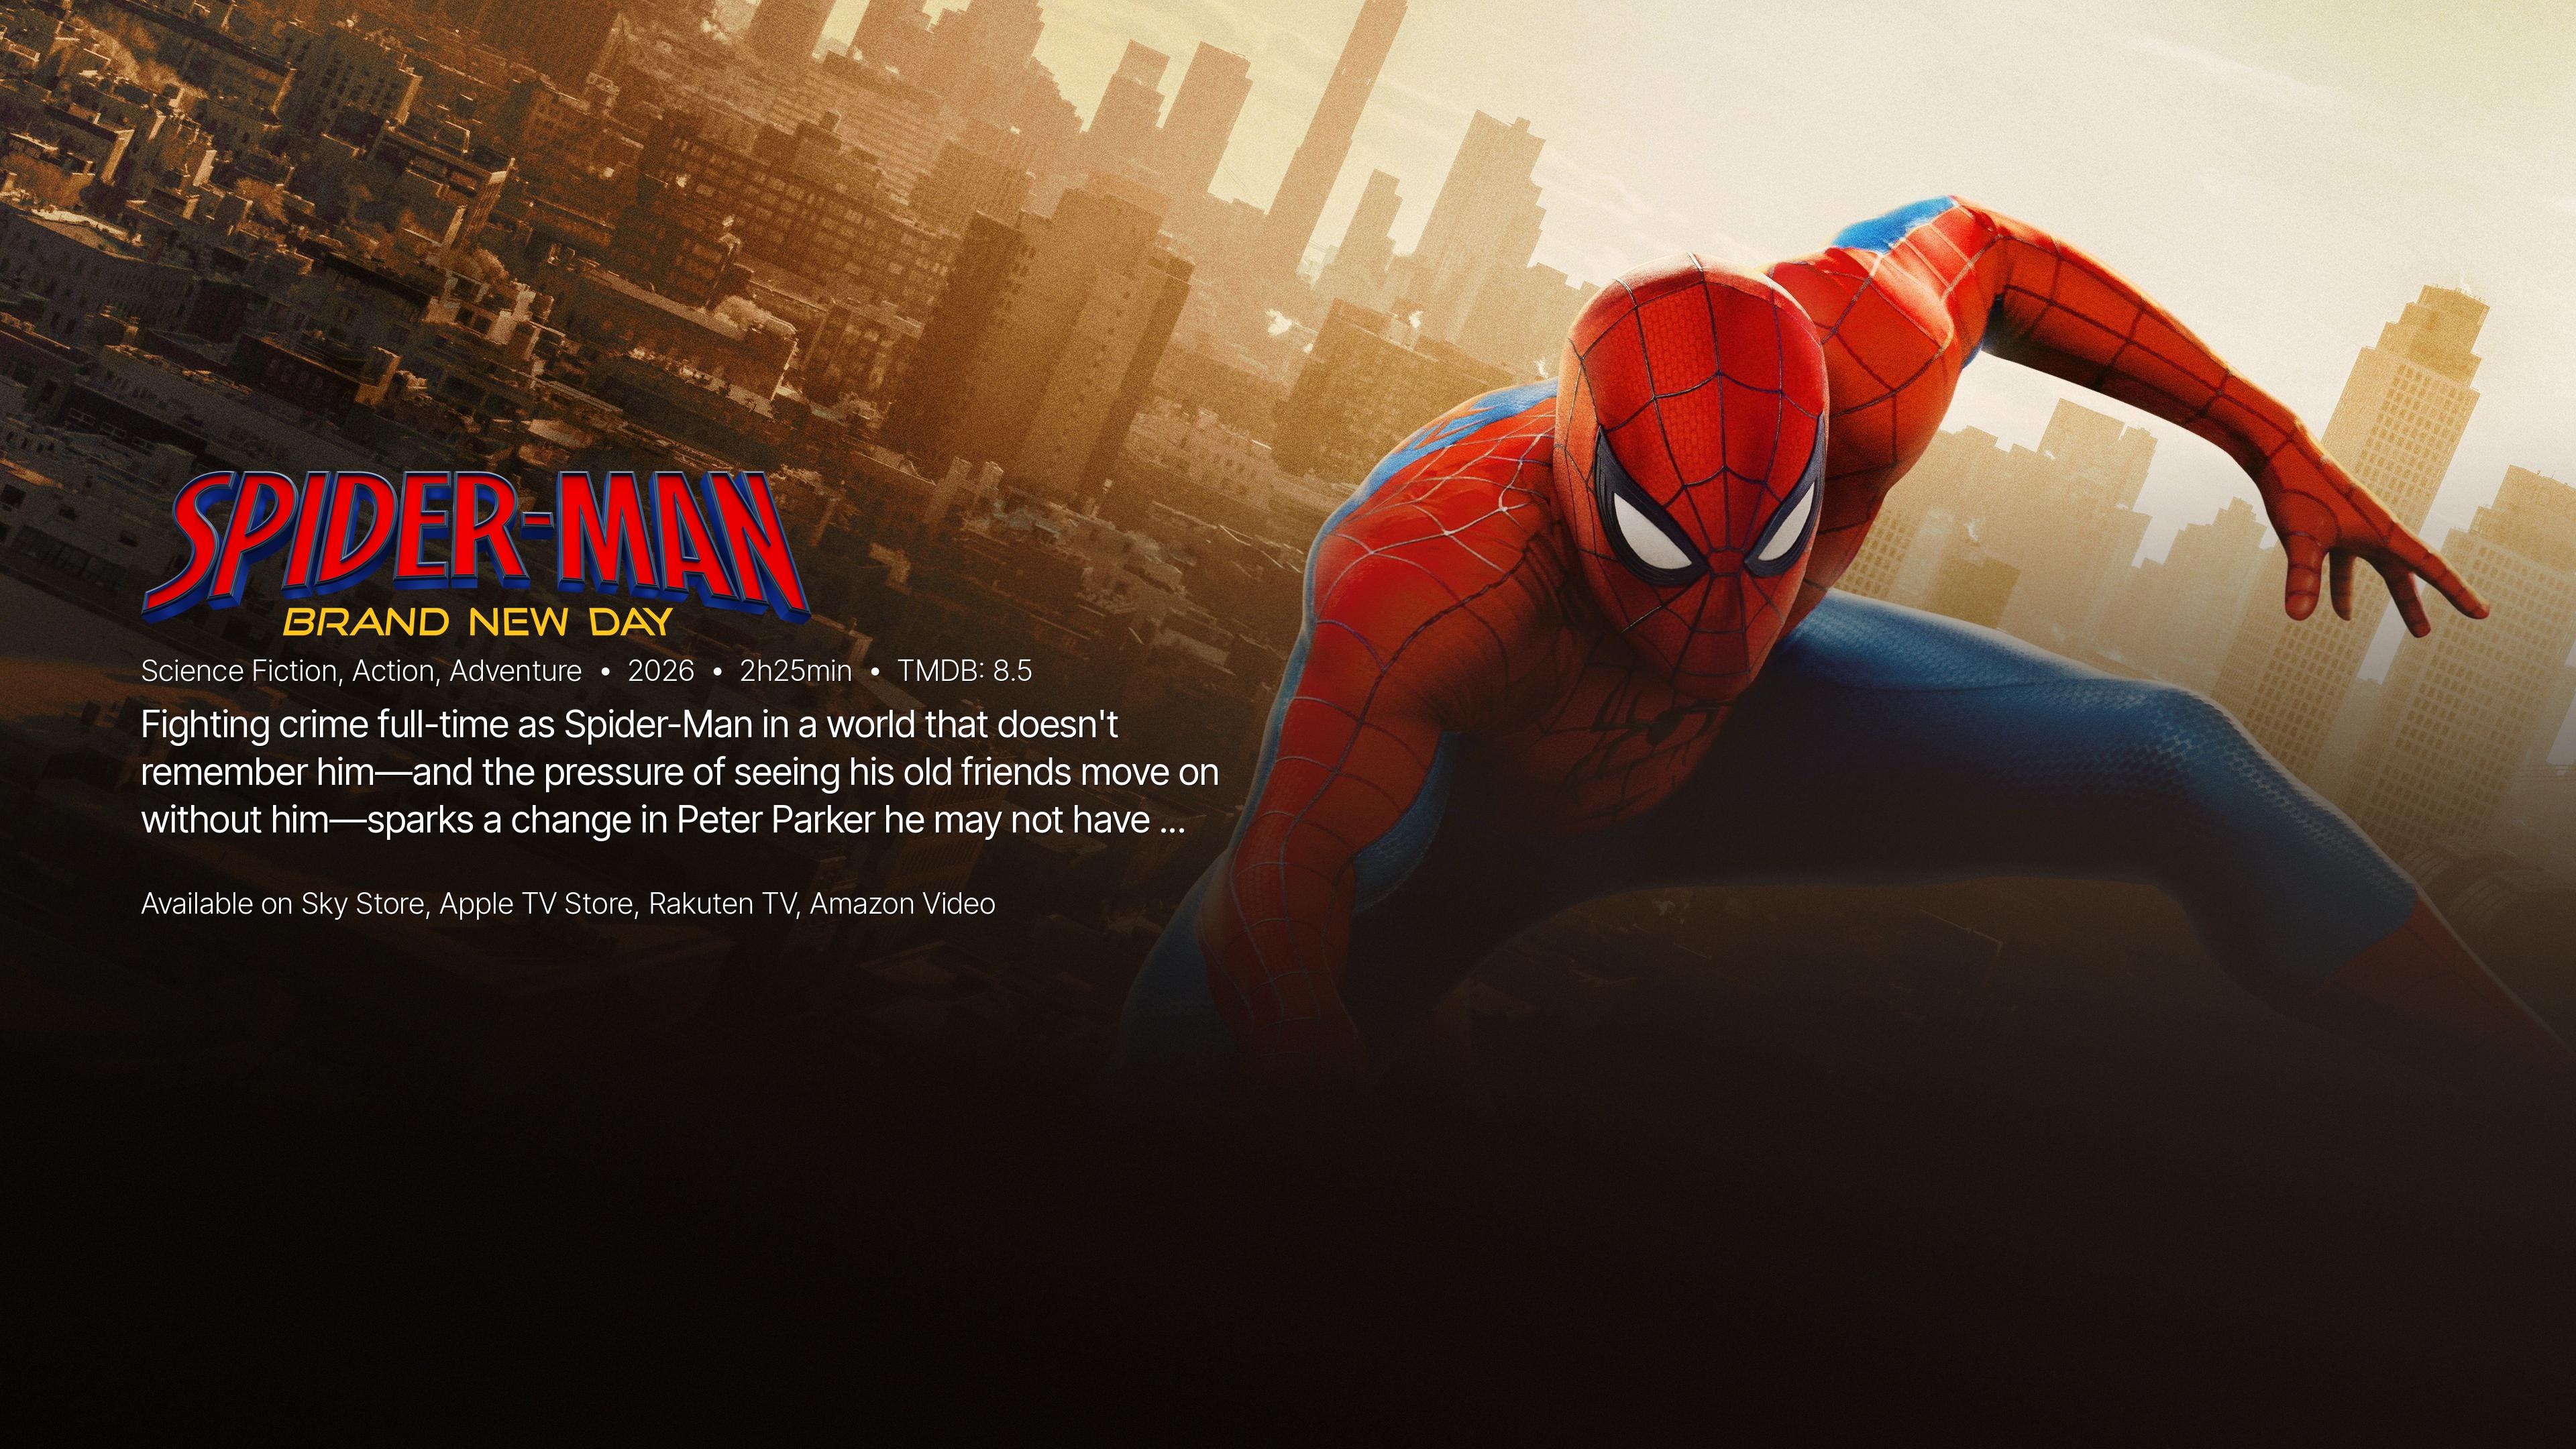 SPIDER-MAN
BRAND NEW DAY
Science Fiction, Action, Adventure • 2026 • 2h25min • TMDB: 8.5
Fighting crime full-time as Spider-Man in a world that doesn't
remember him—and the pressure of seeing his old friends move on
without him—sparks a change in Peter Parker he may not have ...
Available on Sky Store, Apple TV Store, Rakuten TV, Amazon Video